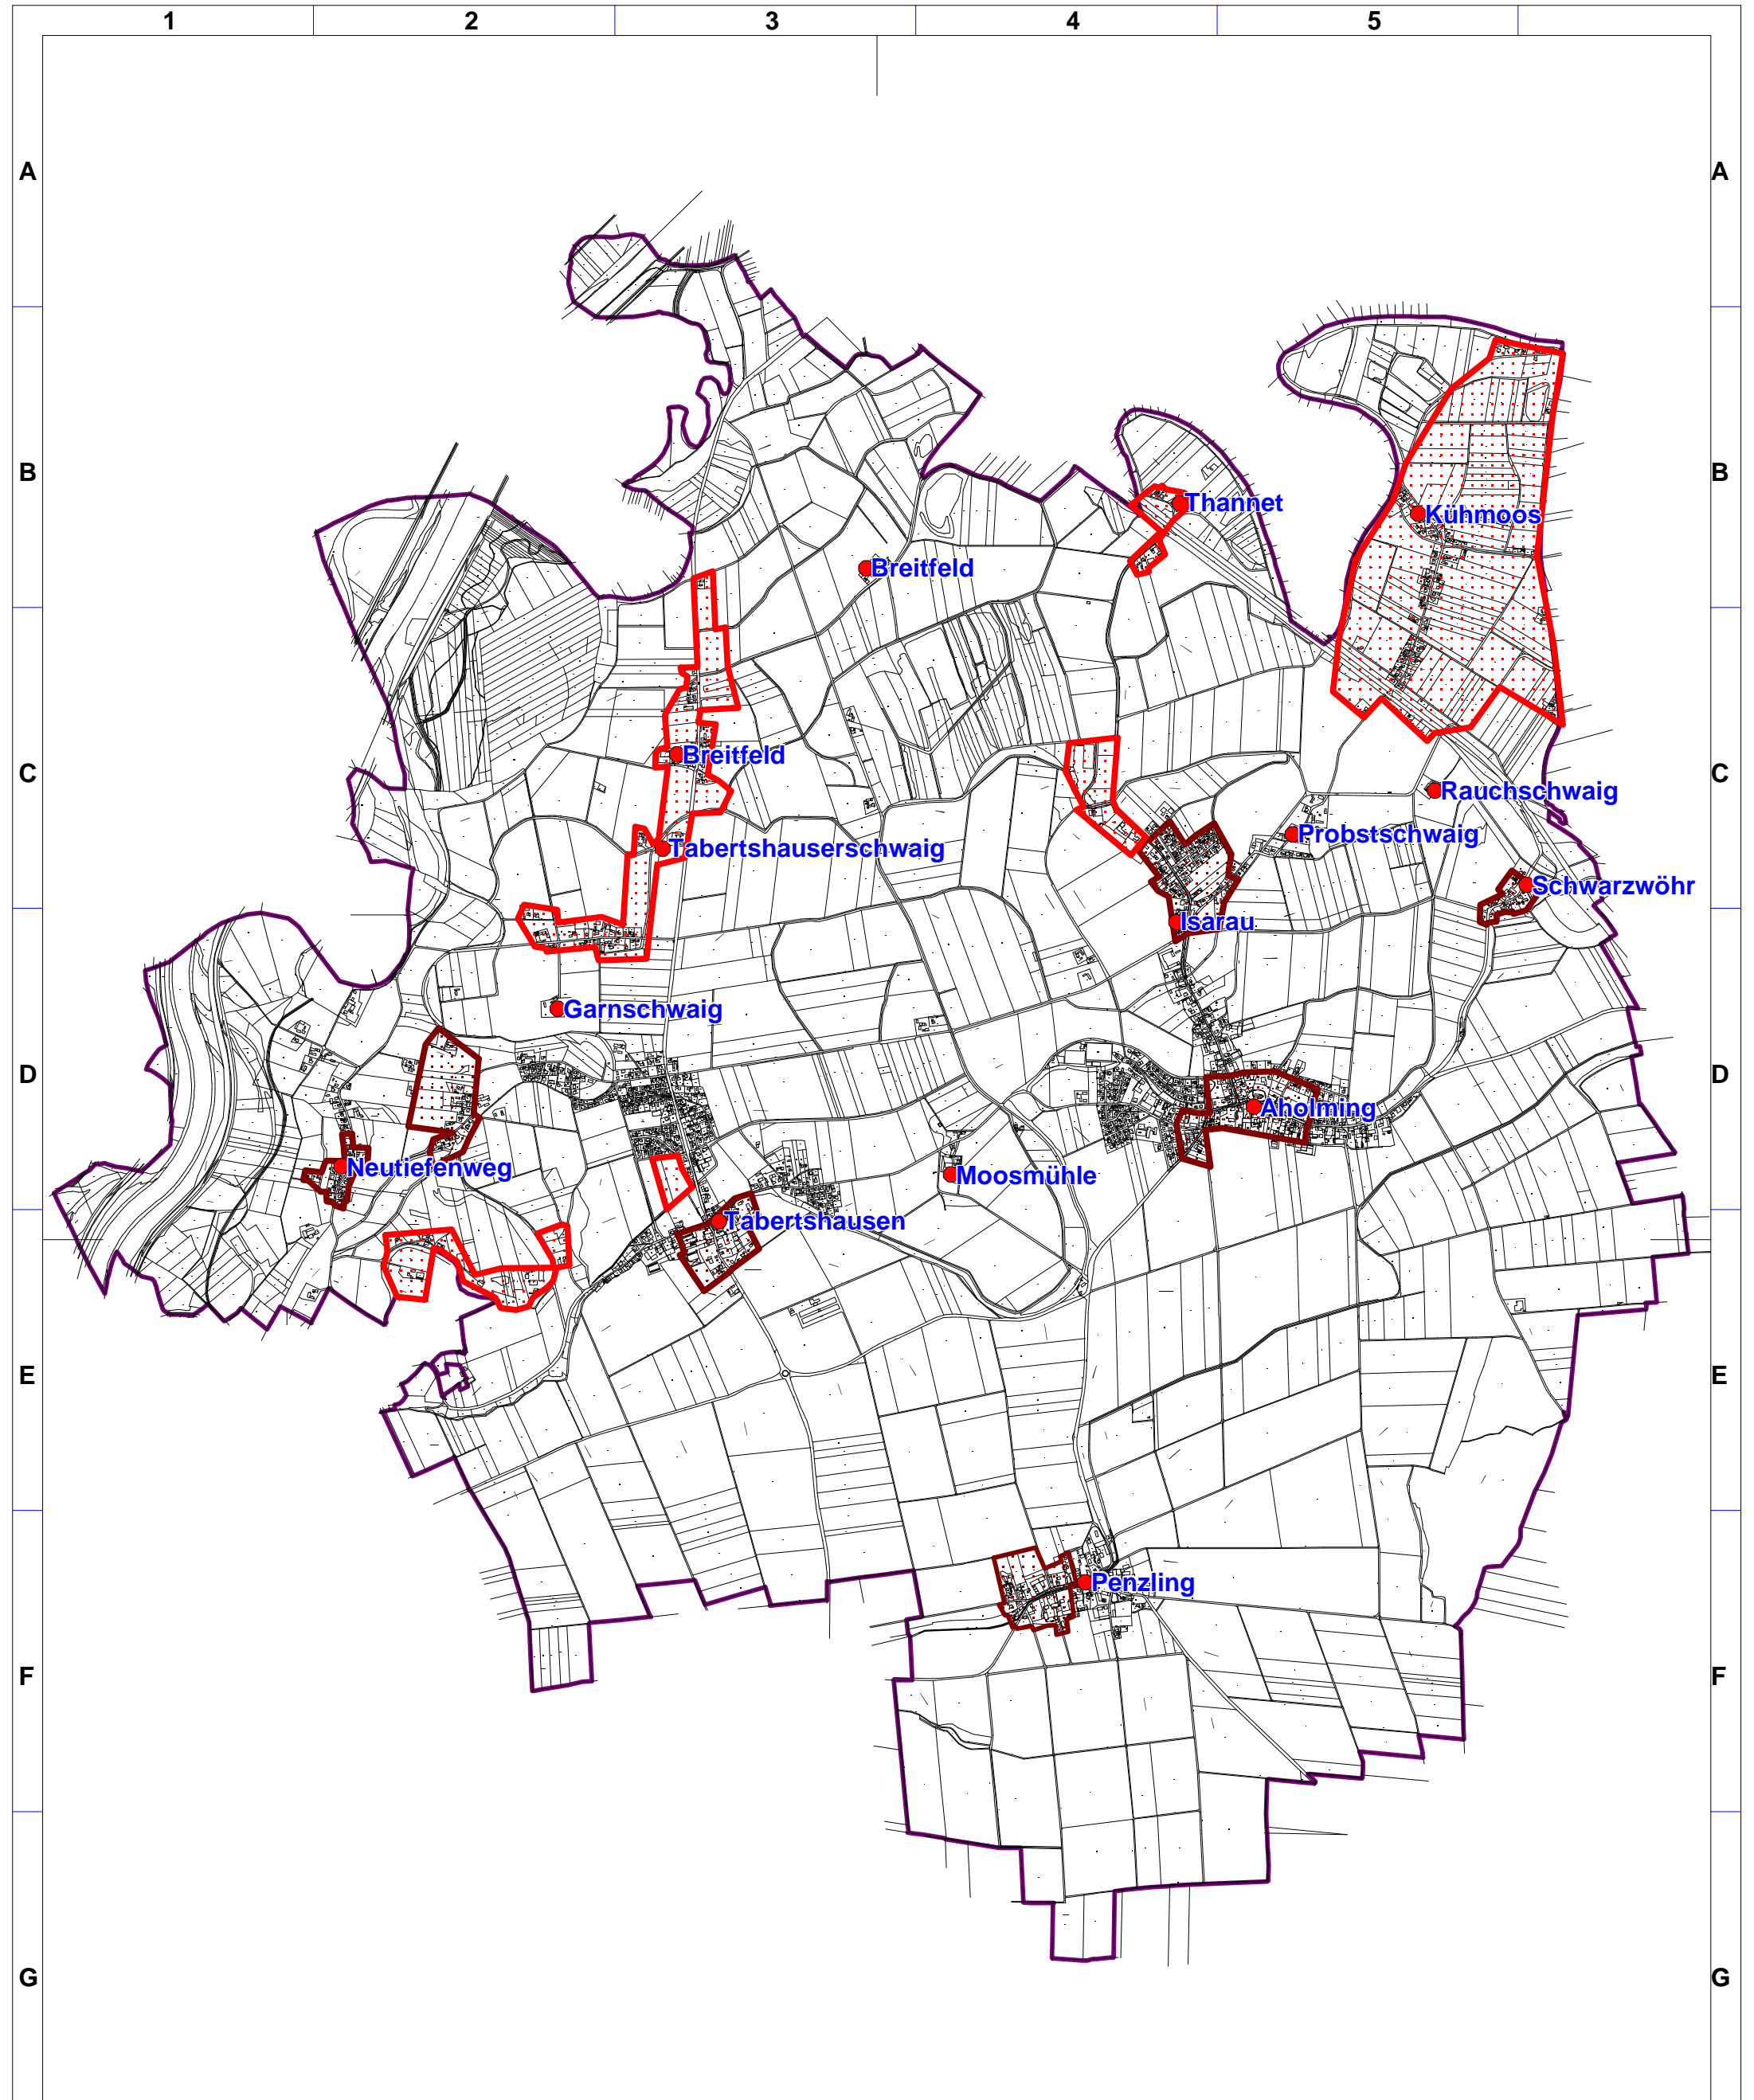 1 2 3 4 5
A A
B B
Thannet
Kühmoos
Breitfeld
Breitfeld
C C
Rauchschwaig
Probstschwaig
Tabertshauserschwaig
Schwarzwöhr
Isarau
Garnschwaig
D D
Aholming
Neutiefenweg
Moosmühle
Tabertshausen
E E
Penzling
F F
G G